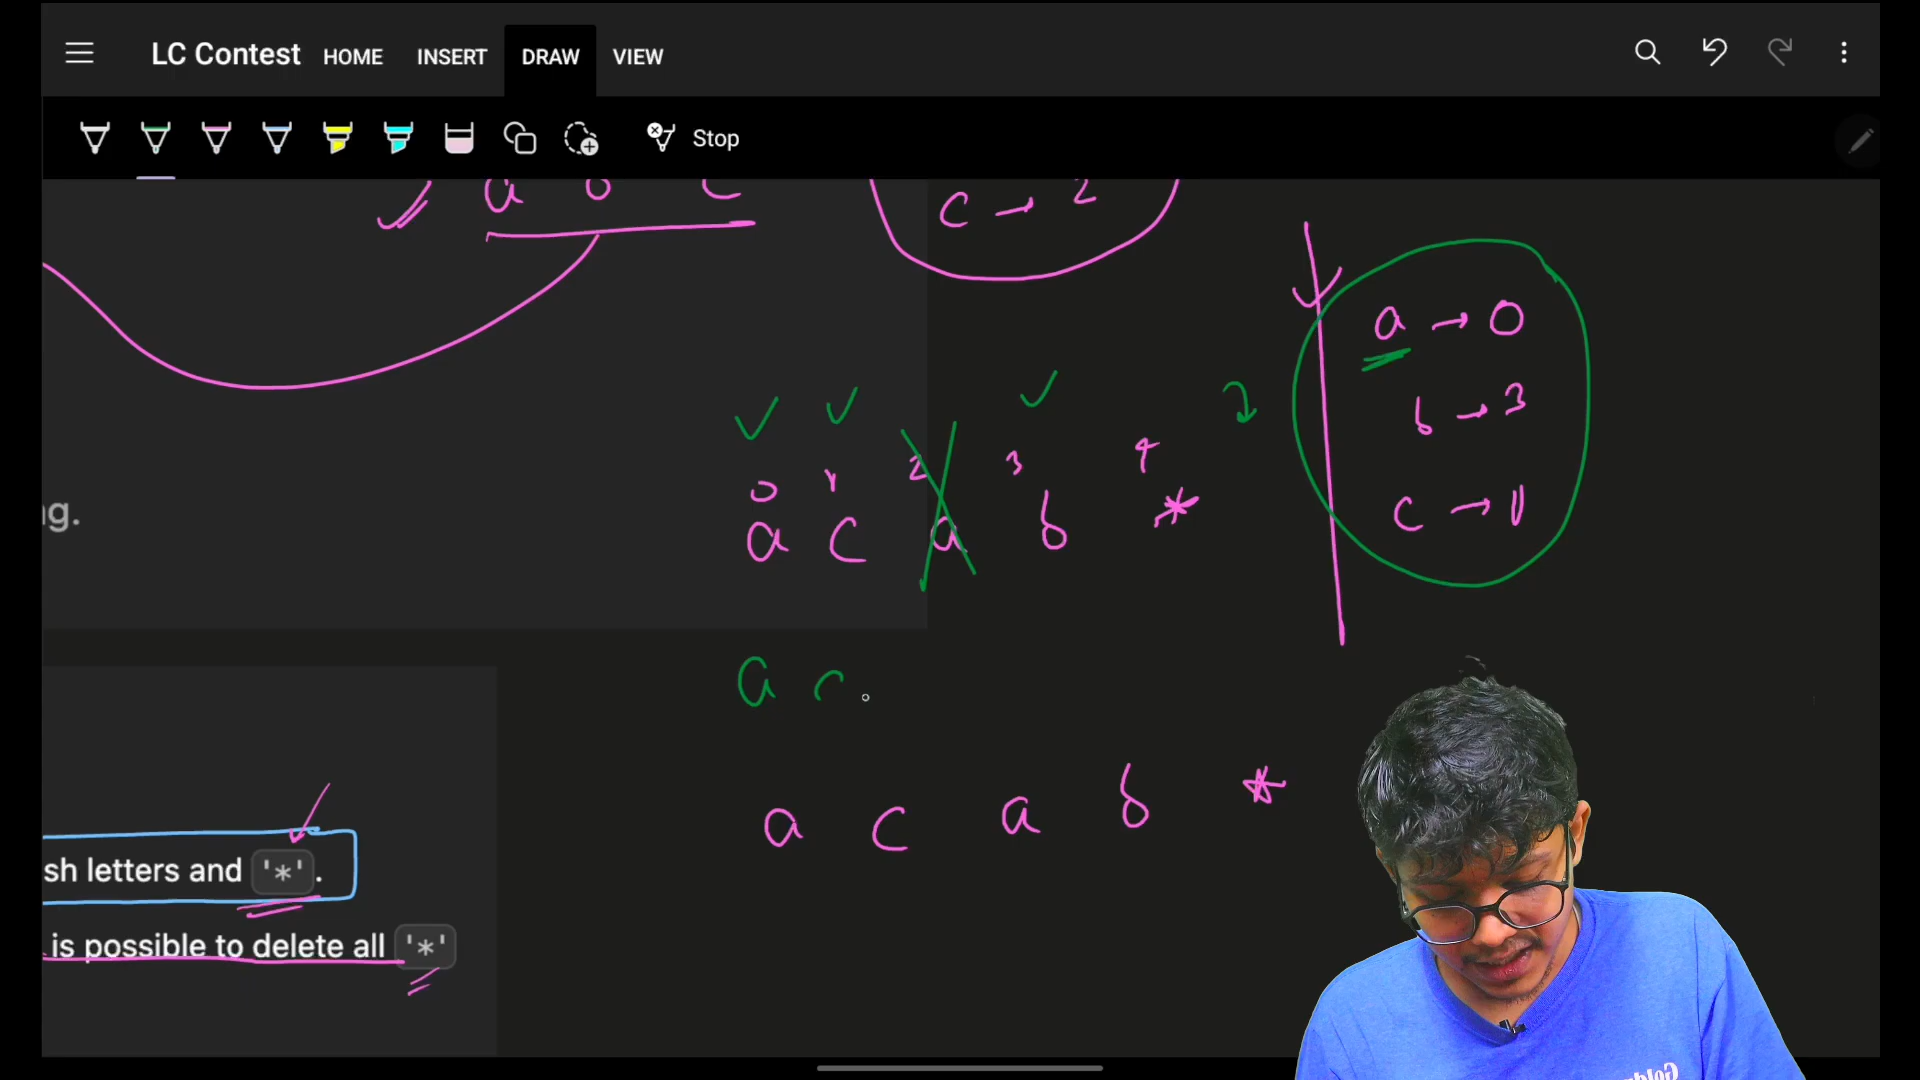 LC Contest HOME INSERT DRAW VIEW
Stop
a b c
c → 2
a → 0
b → 3
c → 1
0 1 2 3 4
a c a b *
ıg.
a c
a c a b *
sh letters and '*'.
is possible to delete all '*'